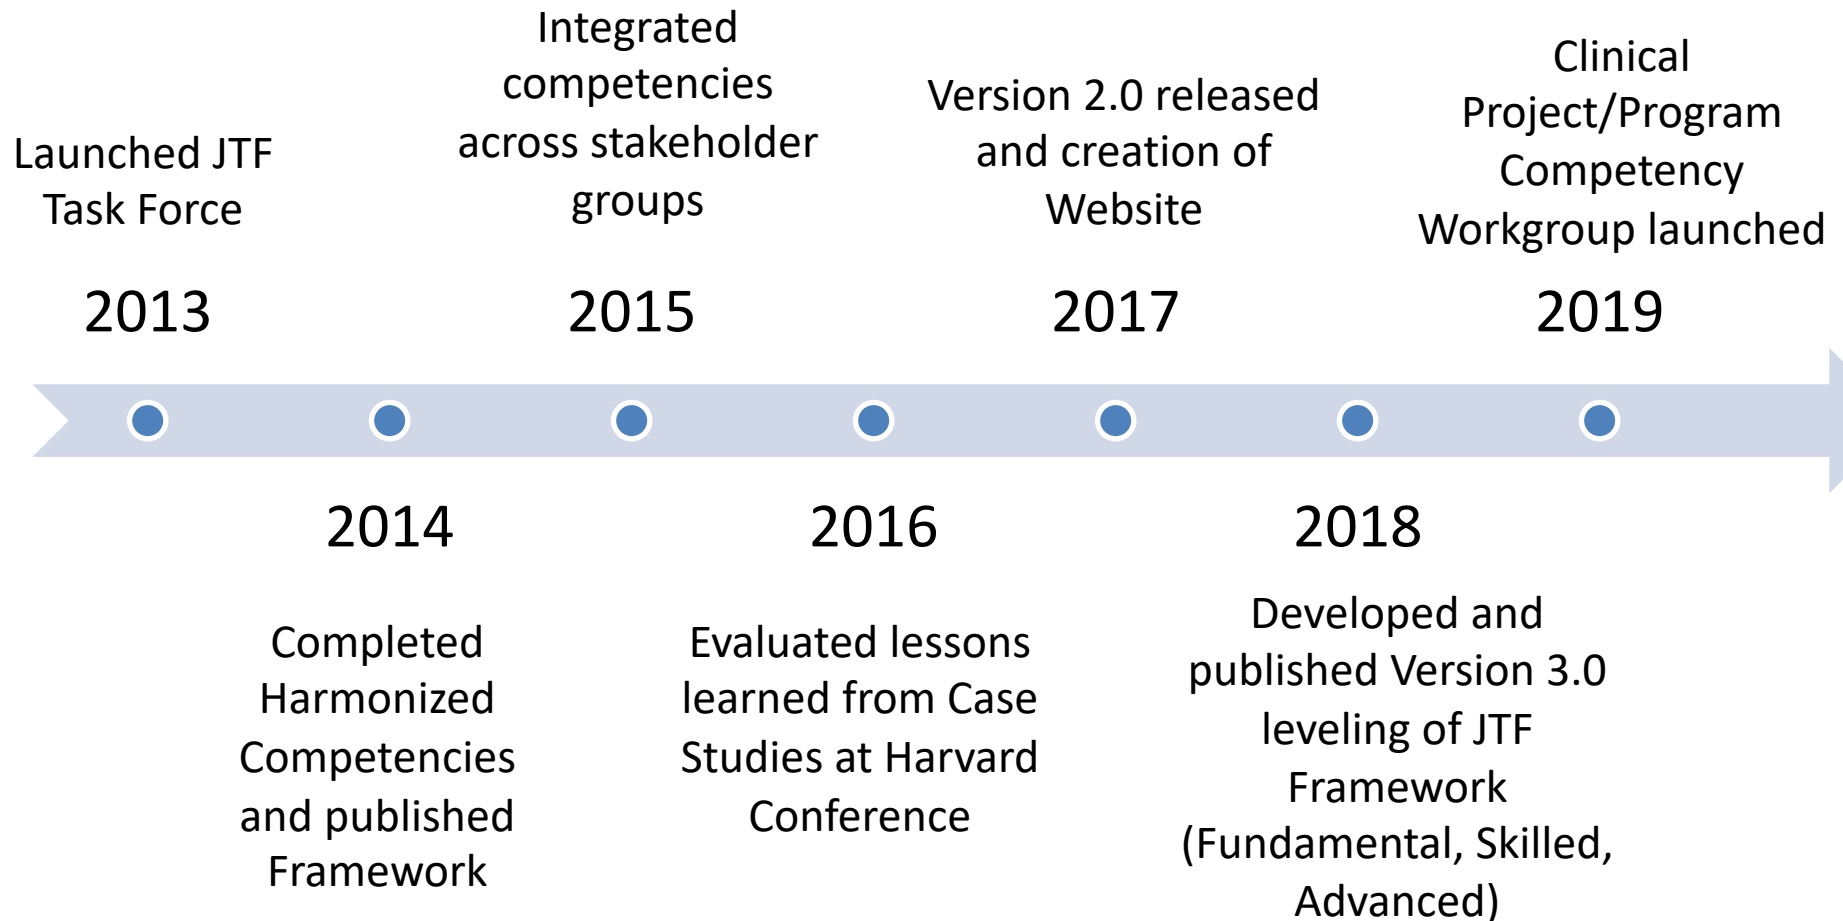 Launched JTF
Task Force
2013
Completed
Harmonized
Competencies
and published
Framework
2014
Integrated
competencies
across stakeholder
groups
2015
2016
Evaluated lessons
learned from Case
Studies at Harvard
Conference
Version 2.0 released
and creation of
Website
2017
2018
Developed and
published Version 3.0
leveling of JTF
Framework
(Fundamental, Skilled,
Advanced)
Clinical
Project/Program
Competency
Workgroup launched
2019